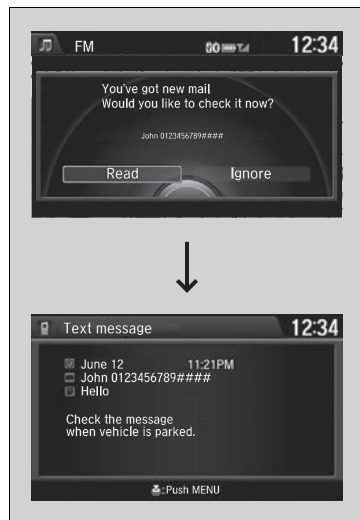 FM
12:34
You've got new mail
Would you like to check it now?
John 0123456789####
Read Ignore
Text message 12:34
June 12 11:21PM
John 0123456789####
Hello
Check the message
when vehicle is parked.
:Push MENU